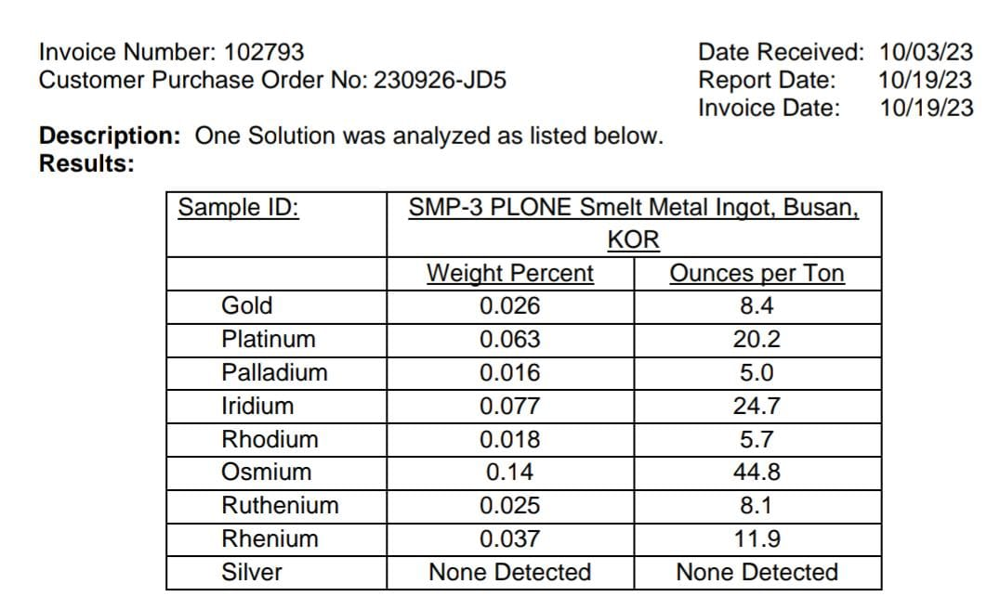 Invoice Number: 102793
Date Received: 10/03/23
Customer Purchase Order No: 230926-JD5
Report Date: 10/19/23
Invoice Date: 10/19/23
Description: One Solution was analyzed as listed below.
Results:
Sample ID: SMP-3 PLONE Smelt Metal Ingot, Busan,
KOR
Weight Percent Ounces per Ton
Gold 0.026 8.4
Platinum 0.063 20.2
Palladium 0.016 5.0
Iridium 0.077 24.7
Rhodium 0.018 5.7
Osmium 0.14 44.8
Ruthenium 0.025 8.1
Rhenium 0.037 11.9
Silver None Detected None Detected